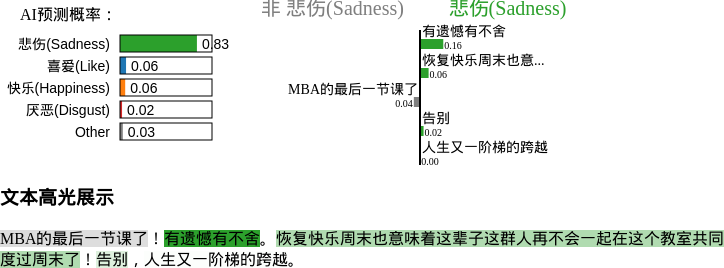 AI预测概率：
悲伤(Sadness) 0.83
喜爱(Like) 0.06
快乐(Happiness) 0.06
厌恶(Disgust) 0.02
Other 0.03
非 悲伤(Sadness) 悲伤(Sadness)
有遗憾有不舍
0.16
恢复快乐周末也意...
0.06
MBA的最后一节课了
0.04
告别
0.02
人生又一阶梯的跨越
0.00
文本高光展示
MBA的最后一节课了！有遗憾有不舍。恢复快乐周末也意味着这辈子这群人再不会一起在这个教室共同
度过周末了！告别，人生又一阶梯的跨越。